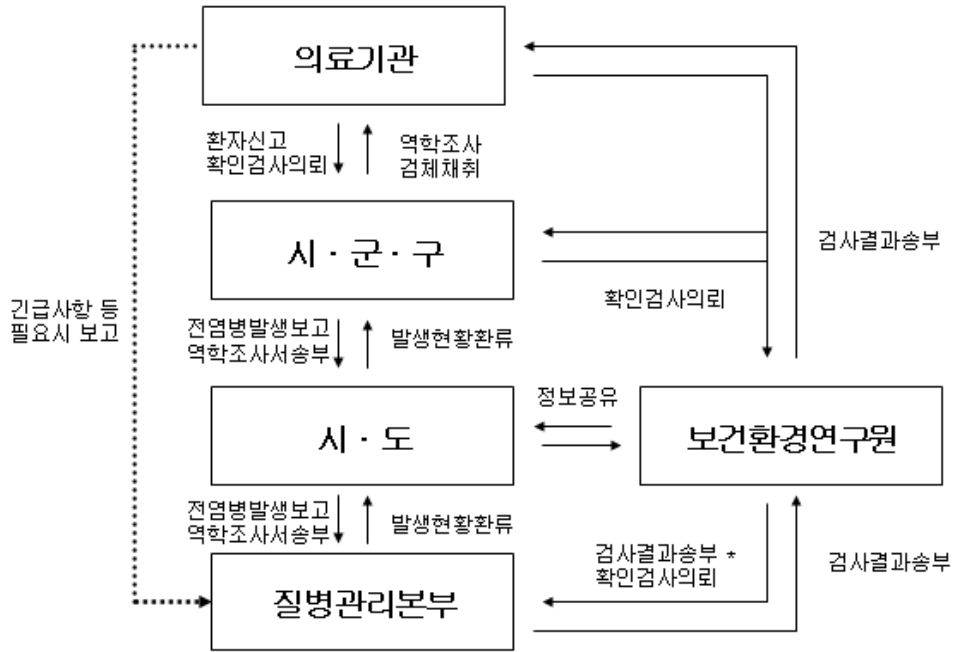 의료기관
환자신고
확인검사의뢰
역학조사
검체채취
시 · 군 · 구
검사결과송부
확인검사의뢰
긴급사항 등
필요시 보고
전염병발생보고
역학조사서송부
발생현황환류
정보공유
시 · 도
보건환경연구원
전염병발생보고
역학조사서송부
발생현황환류
검사결과송부 *
확인검사의뢰
검사결과송부
질병관리본부